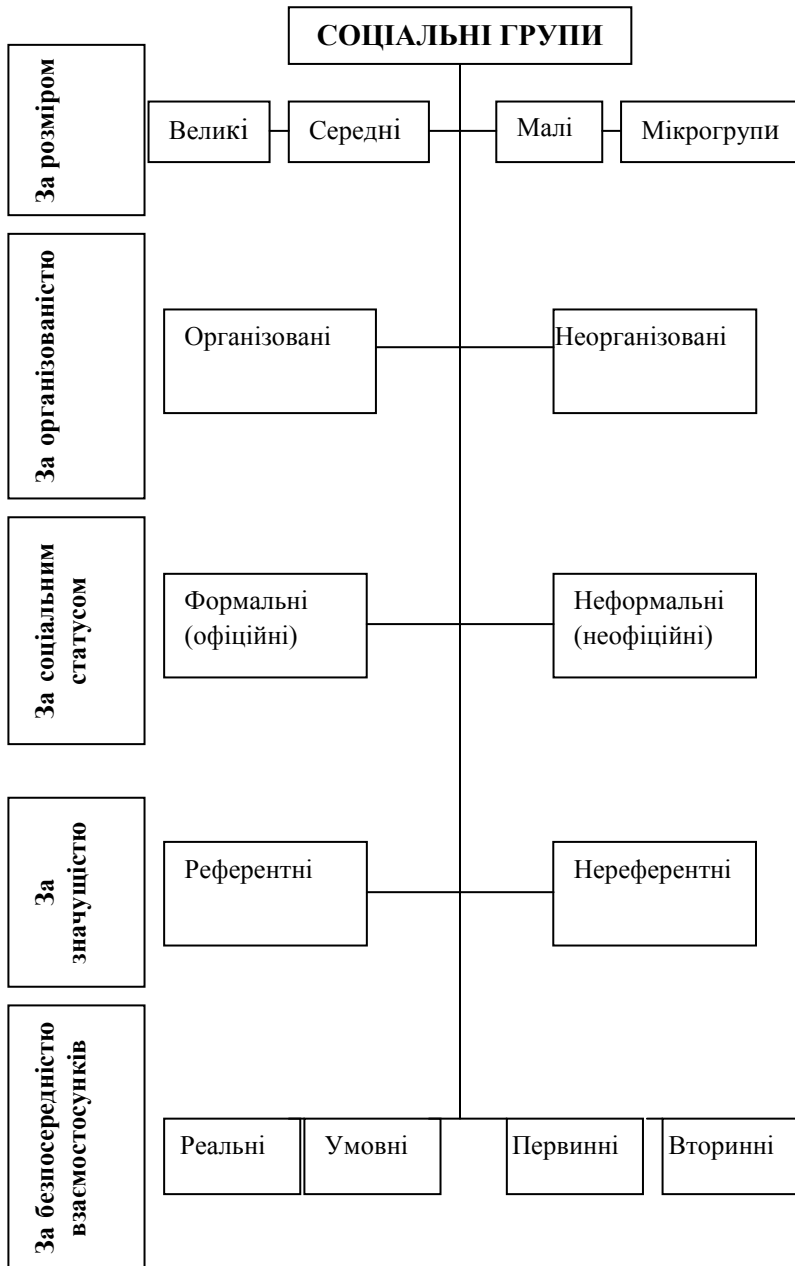 СОЦІАЛЬНІ ГРУПИ
За розміром
Великі
Середні
Малі
Мікрогрупи
За організованістю
Організовані
Неорганізовані
За соціальним
статусом
Формальні
(офіційні)
Неформальні
(неофіційні)
За
значущістю
Референтні
Нереферентні
За безпосередністю
взаємостосунків
Реальні
Умовні
Первинні
Вторинні